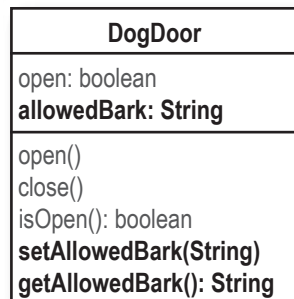 DogDoor
open: boolean
allowedBark: String
open()
close()
isOpen(): boolean
setAllowedBark(String)
getAllowedBark(): String